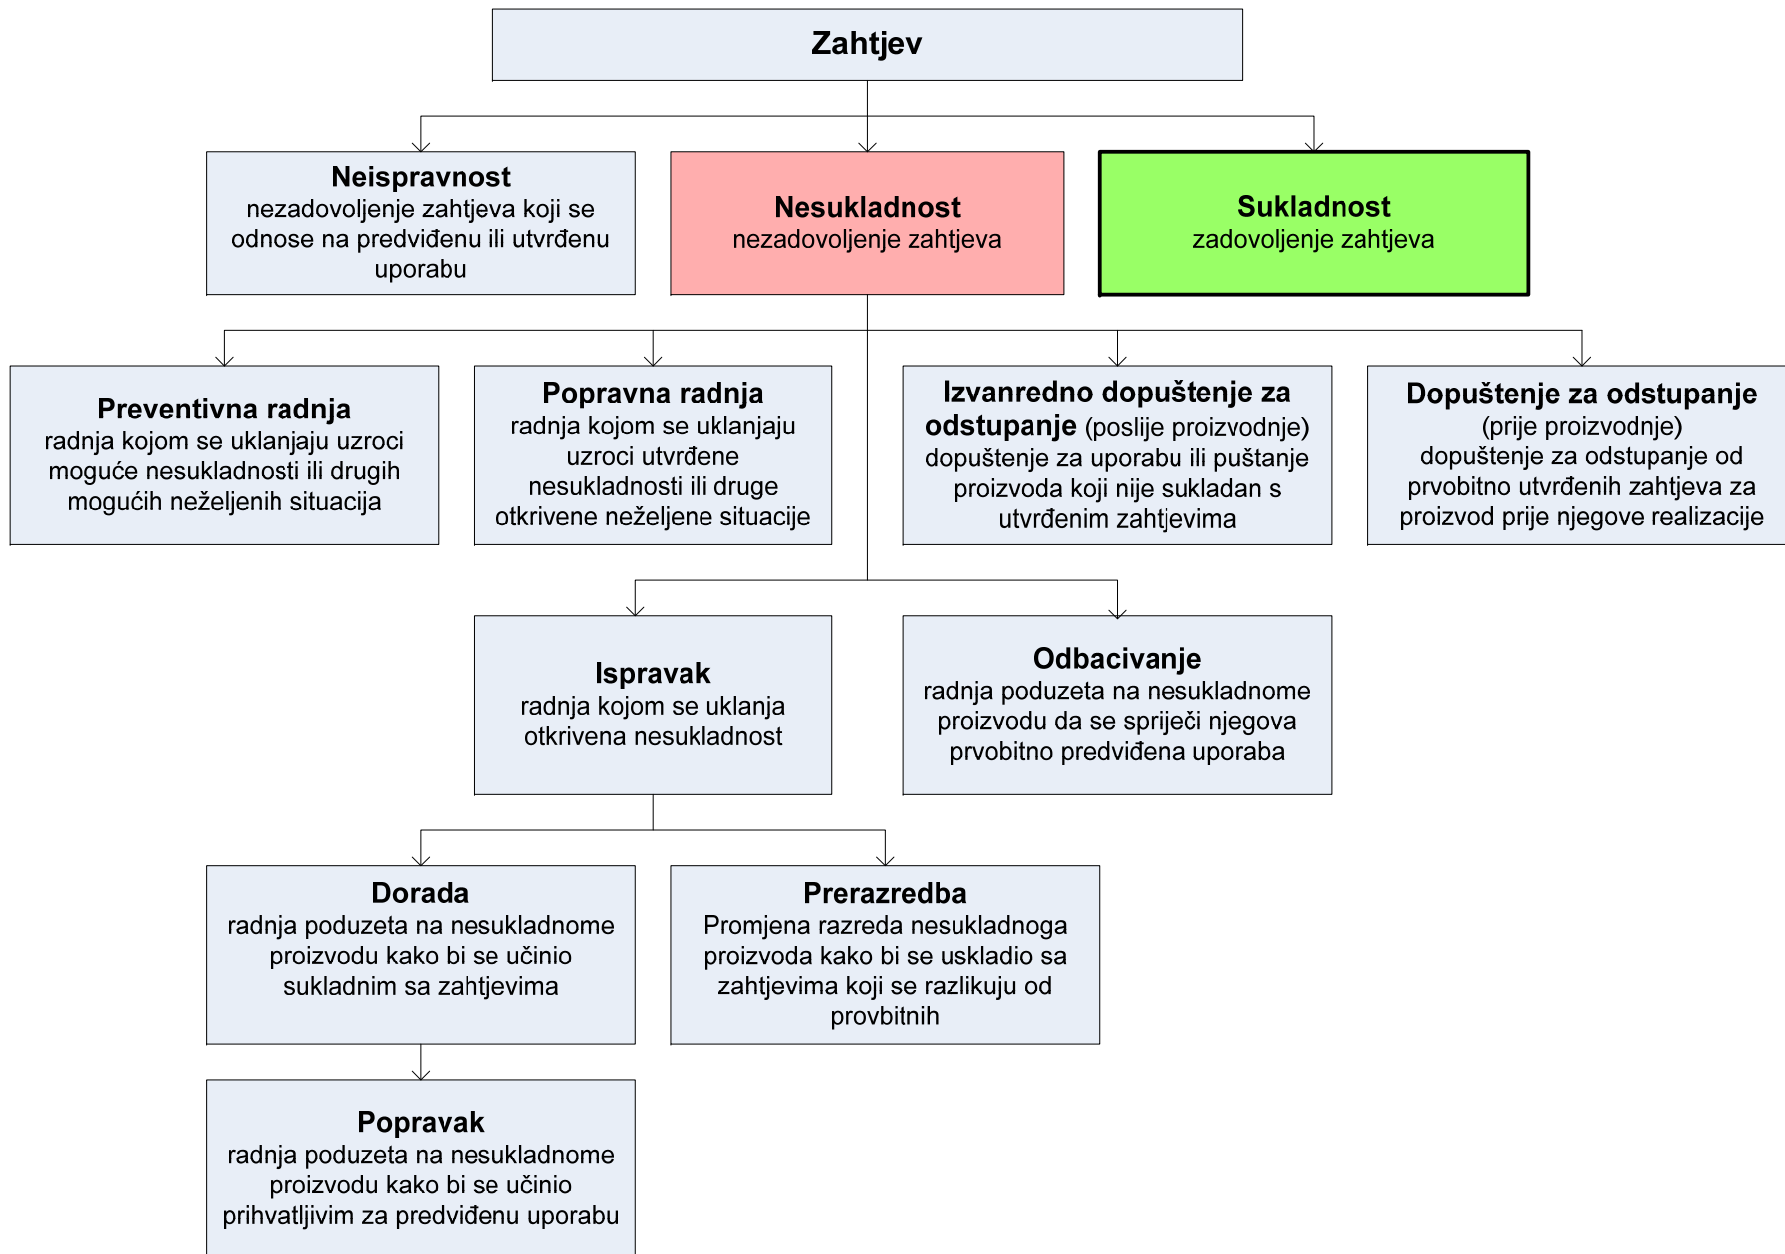 Zahtjev
Neispravnost
nezadovoljenje zahtjeva koji se
odnose na predviđenu ili utvrđenu
uporabu
Nesukladnost
nezadovoljenje zahtjeva
Sukladnost
zadovoljenje zahtjeva
Preventivna radnja
radnja kojom se uklanjaju uzroci
moguće nesukladnosti ili drugih
mogućih neželjenih situacija
Popravna radnja
radnja kojom se uklanjaju
uzroci utvrđene
nesukladnosti ili druge
otkrivene neželjene situacije
Izvanredno dopuštenje za
odstupanje (poslije proizvodnje)
dopuštenje za uporabu ili puštanje
proizvoda koji nije sukladan s
utvrđenim zahtjevima
Dopuštenje za odstupanje
(prije proizvodnje)
dopuštenje za odstupanje od
prvobitno utvrđenih zahtjeva za
proizvod prije njegove realizacije
Ispravak
radnja kojom se uklanja
otkrivena nesukladnost
Odbacivanje
radnja poduzeta na nesukladnome
proizvodu da se spriječi njegova
prvobitno predviđena uporaba
Dorada
radnja poduzeta na nesukladnome
proizvodu kako bi se učinio
sukladnim sa zahtjevima
Prerazredba
Promjena razreda nesukladnoga
proizvoda kako bi se uskladio sa
zahtjevima koji se razlikuju od
provbitnih
Popravak
radnja poduzeta na nesukladnome
proizvodu kako bi se učinio
prihvatljivim za predviđenu uporabu